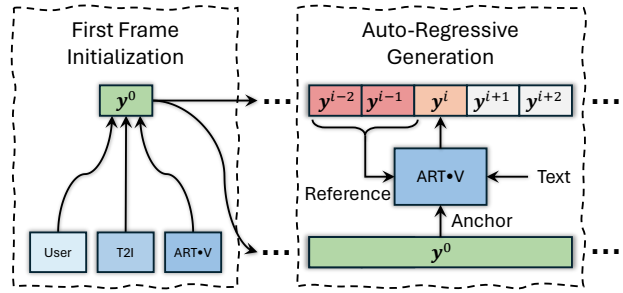 First Frame
Initialization
y⁰
User
T2I
ART•V
Auto-Regressive
Generation
... yⁱ⁻² yⁱ⁻¹ yⁱ yⁱ⁺¹ yⁱ⁺² ...
Reference
ART•V
Text
Anchor
... y⁰ ...